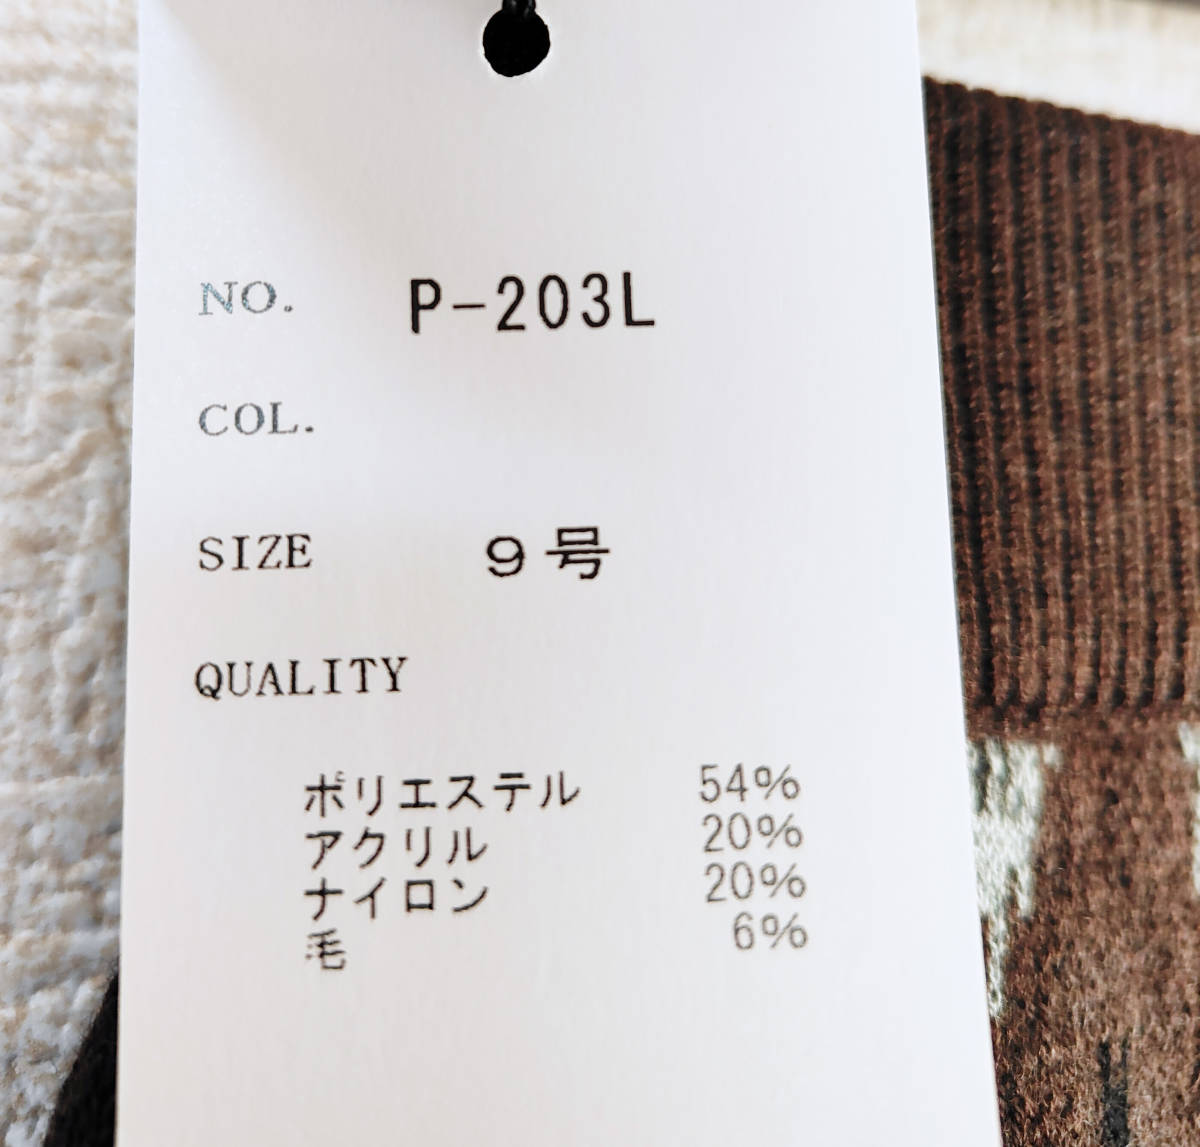 NO. P-203L
COL.
SIZE 9号
QUALITY
ポリエステル 54%
アクリル 20%
ナイロン 20%
毛 6%